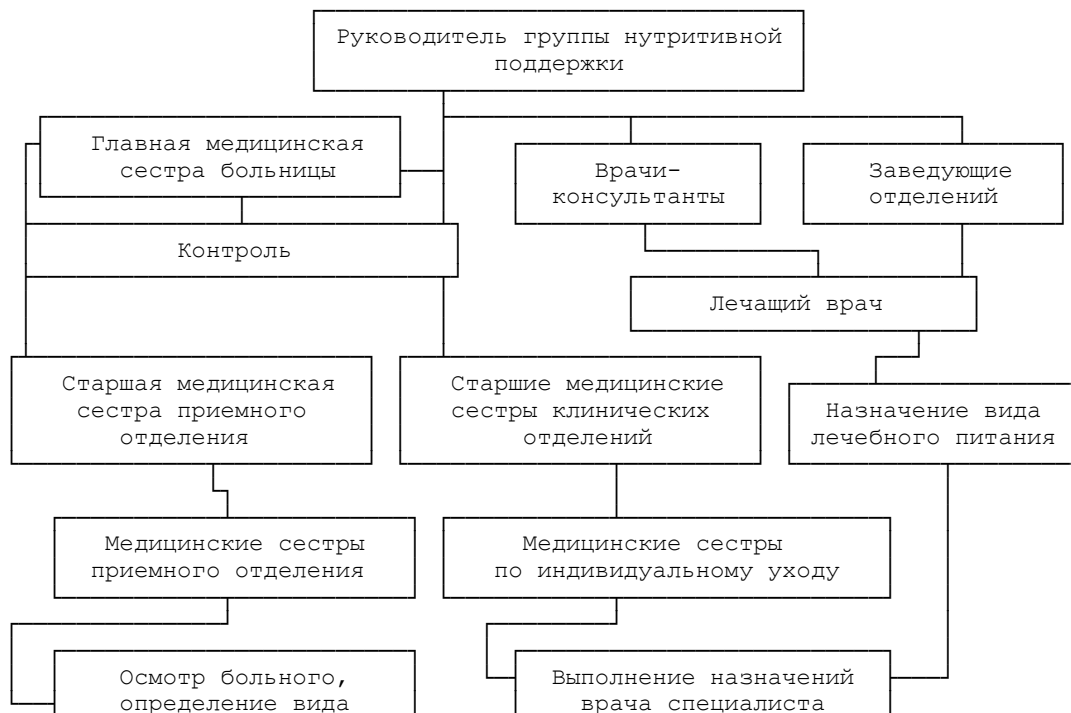 Руководитель группы нутритивной
поддержки
Главная медицинская
сестра больницы
Врачи-
консультанты
Заведующие
отделений
Контроль
Лечащий врач
Старшая медицинская
сестра приемного
отделения
Старшие медицинские
сестры клинических
отделений
Назначение вида
лечебного питания
Медицинские сестры
приемного отделения
Медицинские сестры
по индивидуальному уходу
Осмотр больного,
определение вида
Выполнение назначений
врача специалиста